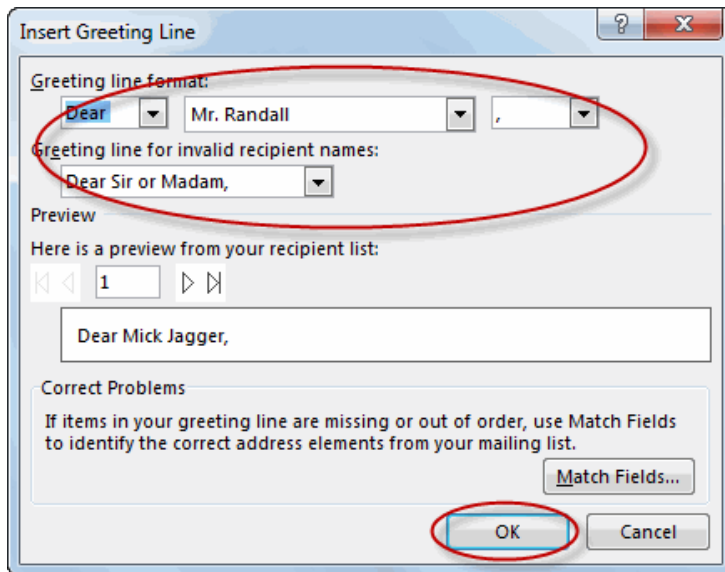 Insert Greeting Line
?
Greeting line format:
Dear Mr. Randall ,
Greeting line for invalid recipient names:
Dear Sir or Madam,
Preview
Here is a preview from your recipient list:
1
Dear Mick Jagger,
Correct Problems
If items in your greeting line are missing or out of order, use Match Fields
to identify the correct address elements from your mailing list.
Match Fields...
OK Cancel